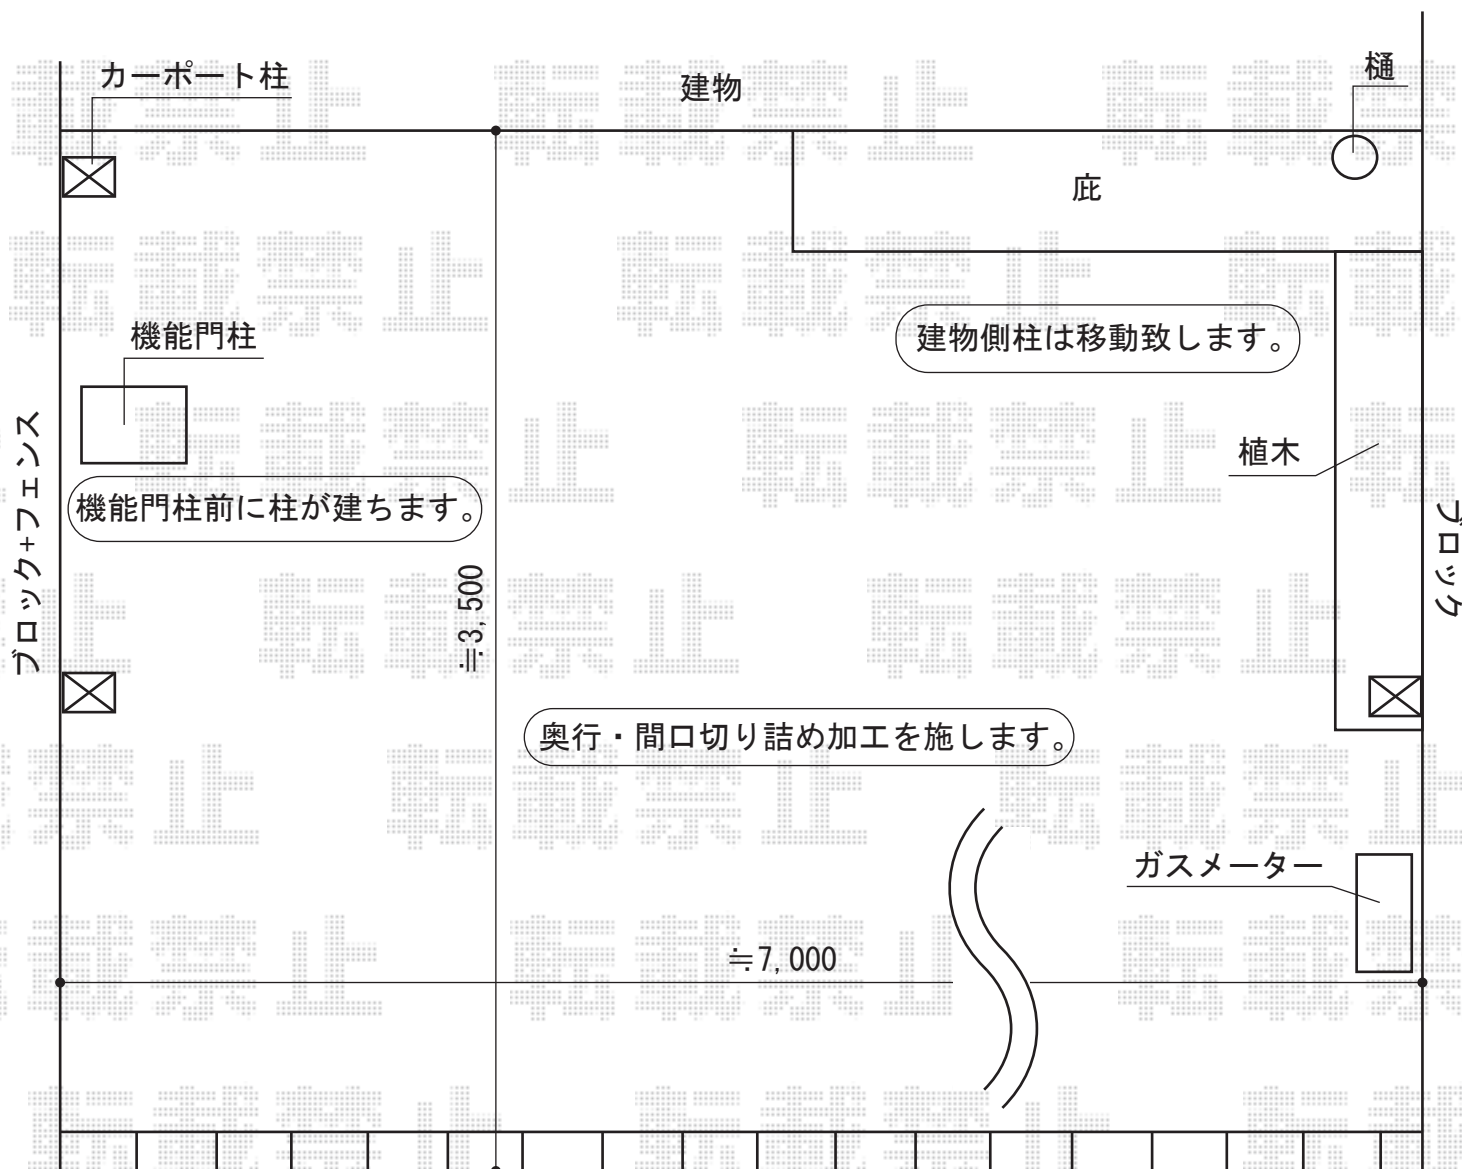 カーポート柱
建物
樋
庇
機能門柱
建物側柱は移動致します。
植木
機能門柱前に柱が建ちます。
ブロック+フェンス
ブロック
≒3,500
奥行・間口切り詰め加工を施します。
ガスメーター
≒7,000
転載禁止